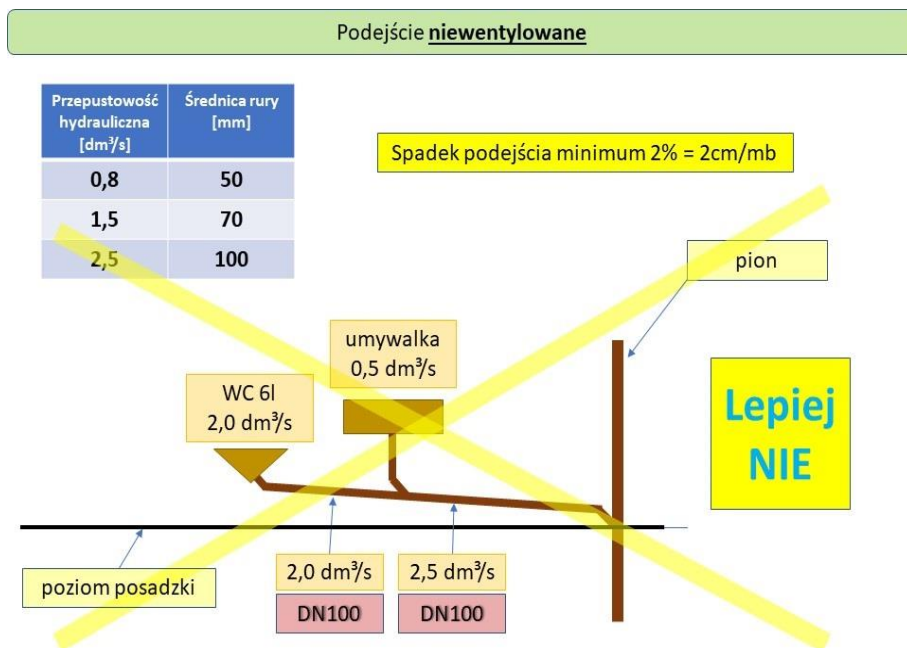 Podejście niewentylowane
Przepustowość
hydrauliczna
[dm³/s]
Średnica rury
[mm]
0,8 50
1,5 70
2,5 100
Spadek podejścia minimum 2% = 2cm/mb
pion
umywalka
0,5 dm³/s
WC 6l
2,0 dm³/s
Lepiej
NIE
2,0 dm³/s
2,5 dm³/s
poziom posadzki
DN100
DN100